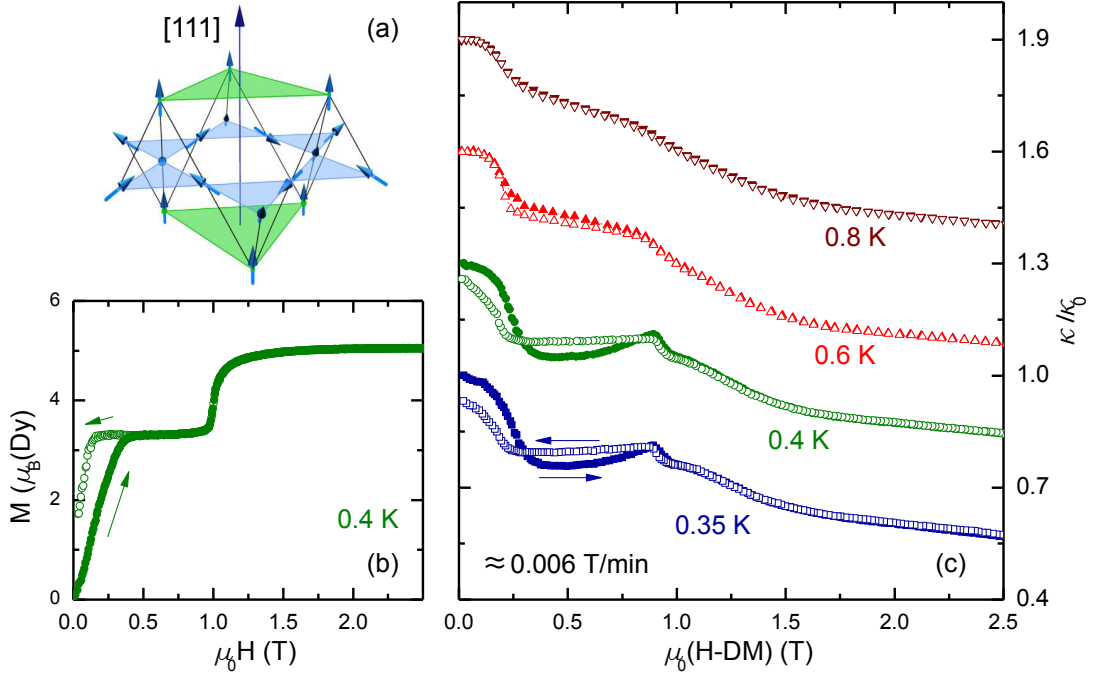 [111]
(a)
6
4
2
0
M (μB(Dy)
0.4 K
(b)
0.0 0.5 1.0 1.5 2.0
μ0H (T)
1.9
1.6
1.3
1.0
0.7
0.4
κ /κ0
0.8 K
0.6 K
0.4 K
0.35 K
≈ 0.006 T/min
(c)
0.0 0.5 1.0 1.5 2.0 2.5
μ0(H-DM) (T)